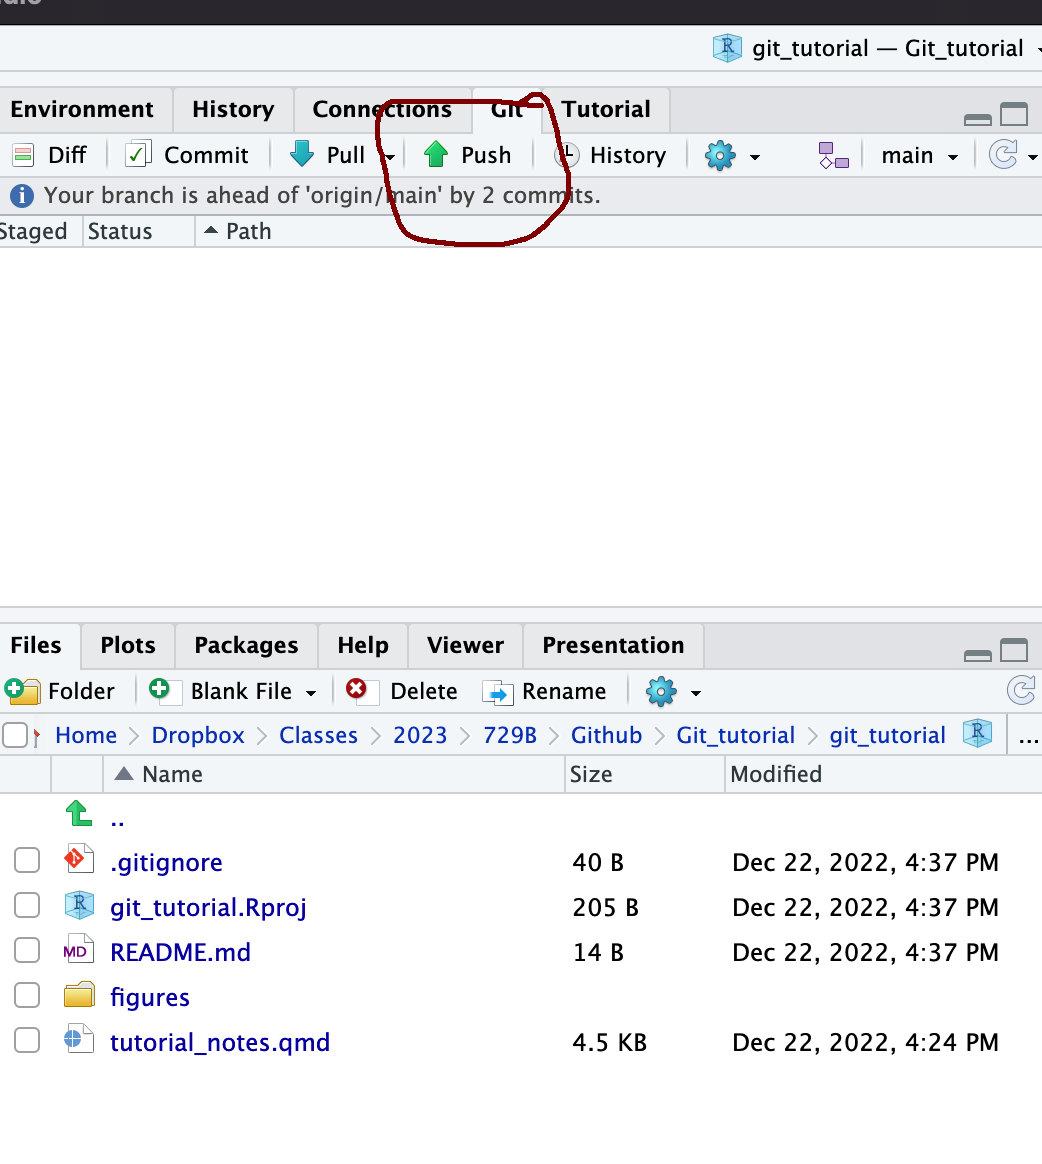 git_tutorial — Git_tutorial
Environment History Connections Git Tutorial
Diff Commit Pull Push History main
Your branch is ahead of 'origin/main' by 2 commits.
Staged Status Path
Files Plots Packages Help Viewer Presentation
Folder Blank File Delete Rename
Home > Dropbox > Classes > 2023 > 729B > Github > Git_tutorial > git_tutorial R ...
Name Size Modified
..
.gitignore 40 B Dec 22, 2022, 4:37 PM
git_tutorial.Rproj 205 B Dec 22, 2022, 4:37 PM
MD README.md 14 B Dec 22, 2022, 4:37 PM
figures
tutorial_notes.qmd 4.5 KB Dec 22, 2022, 4:24 PM